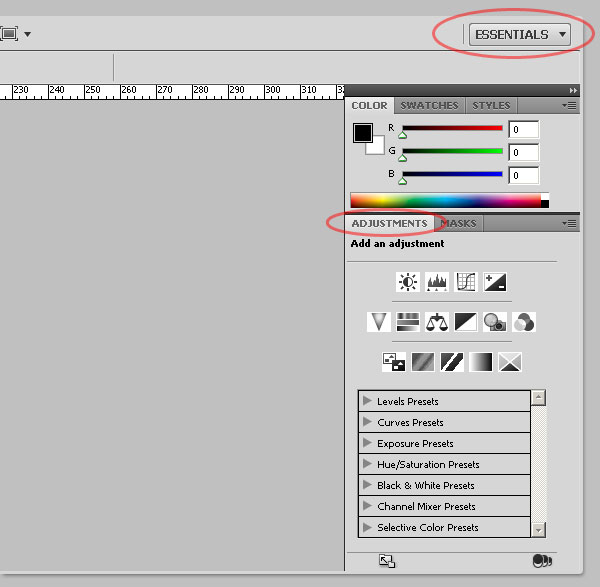 ESSENTIALS
230 240 250 260 270 280 290 300 310 32
COLOR SWATCHES STYLES
R 0
G 0
B 0
ADJUSTMENTS MASKS
Add an adjustment
Levels Presets
Curves Presets
Exposure Presets
Hue/Saturation Presets
Black & White Presets
Channel Mixer Presets
Selective Color Presets